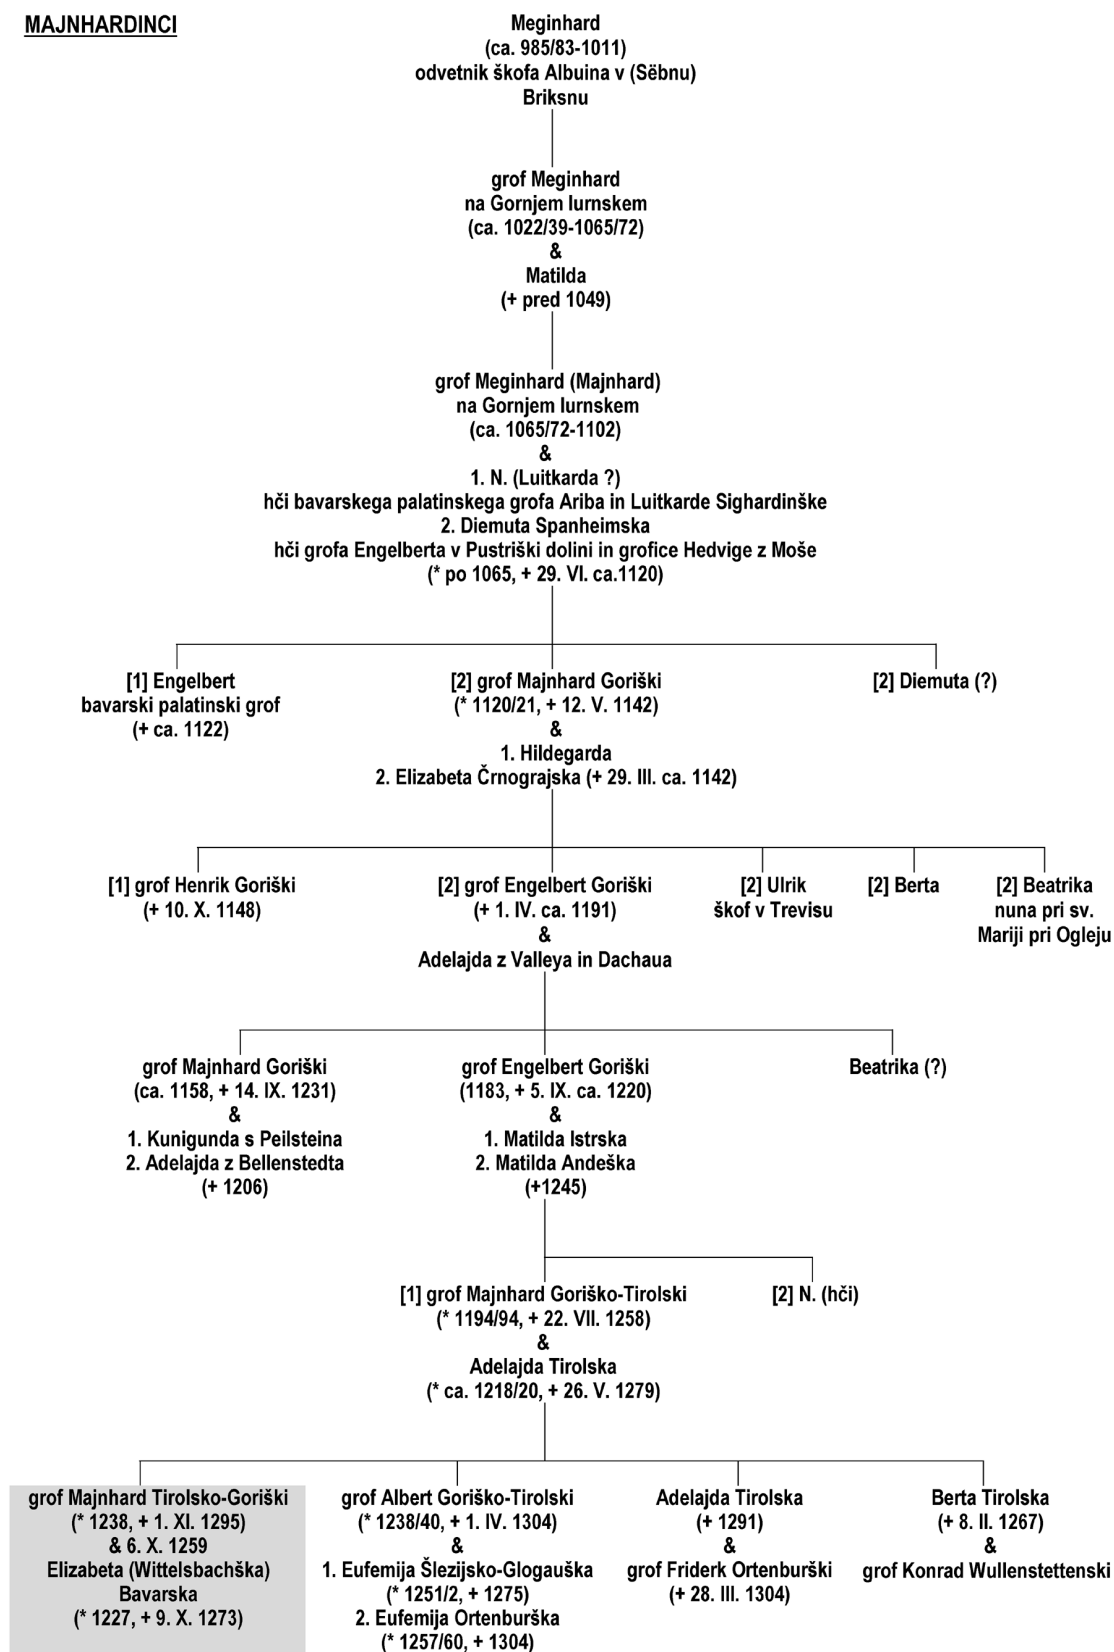 MAJNHARDINCI
Meginhard
(ca. 985/83-1011)
odvetnik škofa Albuina v (Sëbnu)
Briksnu
grof Meginhard
na Gornjem Iurnskem
(ca. 1022/39-1065/72)
&
Matilda
(+ pred 1049)
grof Meginhard (Majnhard)
na Gornjem Iurnskem
(ca. 1065/72-1102)
&
1. N. (Luitkarda ?)
hči bavarskega palatinskega grofa Ariba in Luitkarde Sighardinške
2. Diemuta Spanheimska
hči grofa Engelberta v Pustriški dolini in grofice Hedvige z Moše
(* po 1065, + 29. VI. ca.1120)
[1] Engelbert
bavarski palatinski grof
(+ ca. 1122)
[2] grof Majnhard Goriški
(* 1120/21, + 12. V. 1142)
&
1. Hildegarda
2. Elizabeta Črnograjska (+ 29. III. ca. 1142)
[2] Diemuta (?)
[1] grof Henrik Goriški
(+ 10. X. 1148)
[2] grof Engelbert Goriški
(+ 1. IV. ca. 1191)
&
Adelajda z Valleya in Dachaua
[2] Ulrik
škof v Trevisu
[2] Berta
[2] Beatrika
nuna pri sv.
Mariji pri Ogleju
grof Majnhard Goriški
(ca. 1158, + 14. IX. 1231)
&
1. Kunigunda s Peilsteina
2. Adelajda z Bellenstedta
(+ 1206)
grof Engelbert Goriški
(1183, + 5. IX. ca. 1220)
&
1. Matilda Istrska
2. Matilda Andeška
(+1245)
Beatrika (?)
[1] grof Majnhard Goriško-Tirolski
(* 1194/94, + 22. VII. 1258)
&
Adelajda Tirolska
(* ca. 1218/20, + 26. V. 1279)
[2] N. (hči)
grof Majnhard Tirolsko-Goriški
(* 1238, + 1. XI. 1295)
& 6. X. 1259
Elizabeta (Wittelsbachška)
Bavarska
(* 1227, + 9. X. 1273)
grof Albert Goriško-Tirolski
(* 1238/40, + 1. IV. 1304)
&
1. Eufemija Šlezijsko-Glogauška
(* 1251/2, + 1275)
2. Eufemija Ortenburška
(* 1257/60, + 1304)
Adelajda Tirolska
(+ 1291)
&
grof Friderk Ortenburški
(+ 28. III. 1304)
Berta Tirolska
(+ 8. II. 1267)
&
grof Konrad Wullenstettenski